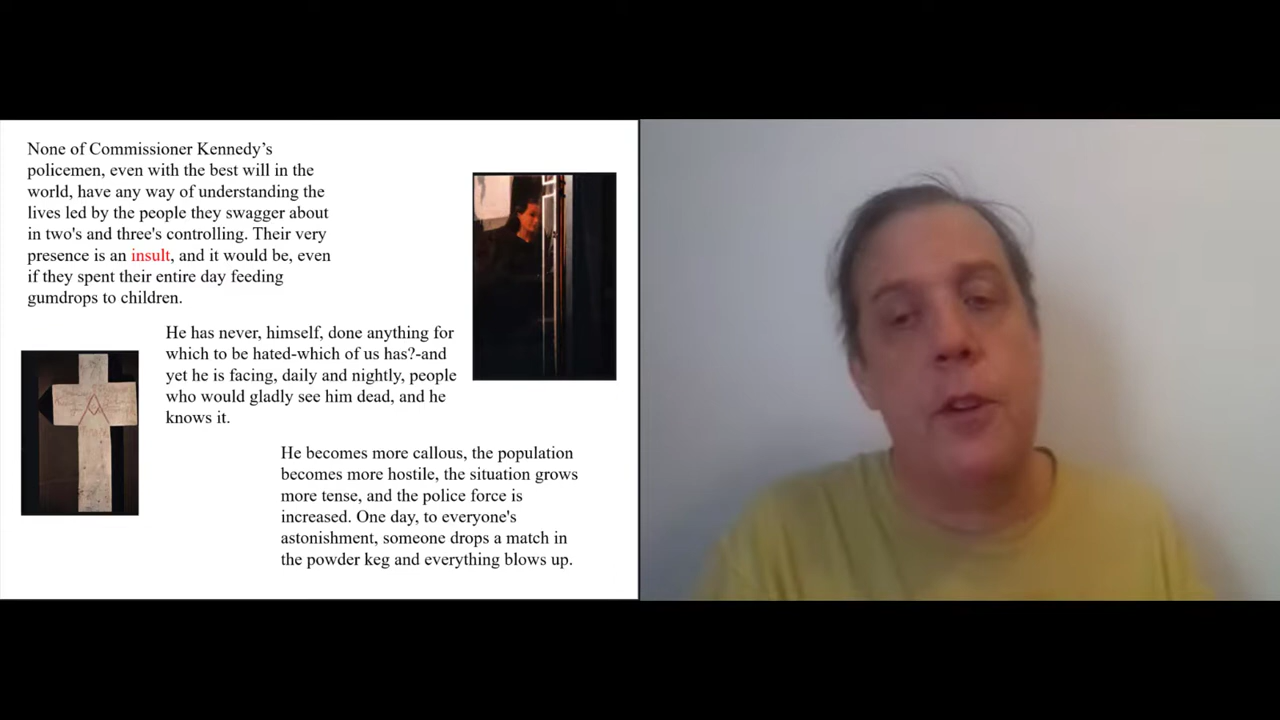 None of Commissioner Kennedy’s
policemen, even with the best will in the
world, have any way of understanding the
lives led by the people they swagger about
in two's and three's controlling. Their very
presence is an insult, and it would be, even
if they spent their entire day feeding
gumdrops to children.
He has never, himself, done anything for
which to be hated-which of us has?-and
yet he is facing, daily and nightly, people
who would gladly see him dead, and he
knows it.
He becomes more callous, the population
becomes more hostile, the situation grows
more tense, and the police force is
increased. One day, to everyone's
astonishment, someone drops a match in
the powder keg and everything blows up.